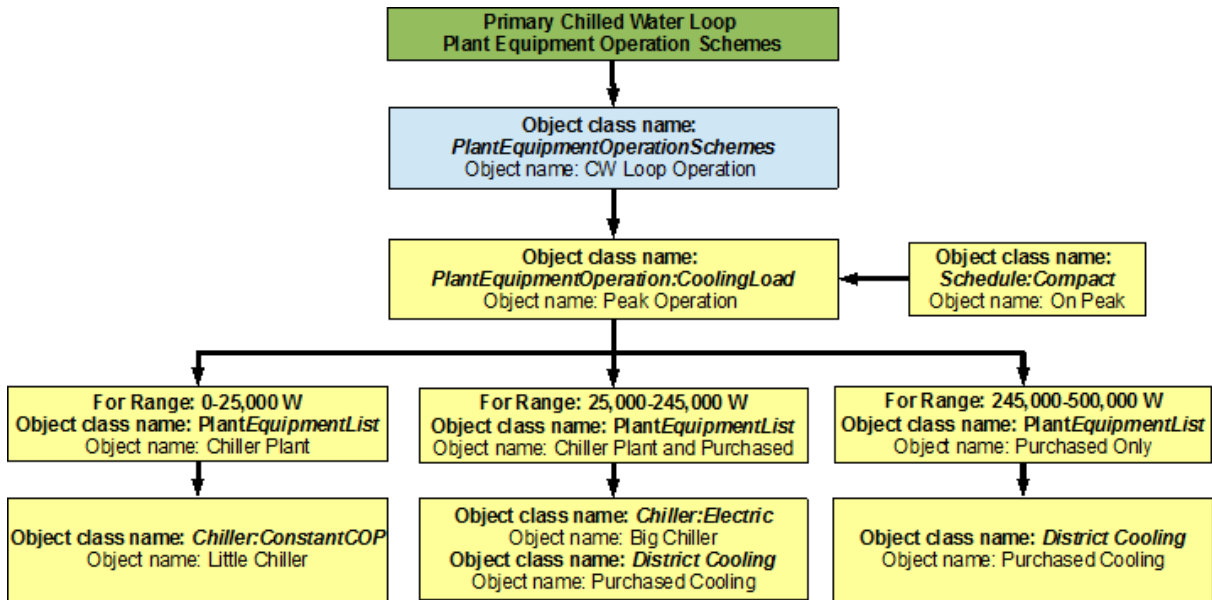 Primary Chilled Water Loop
Plant Equipment Operation Schemes
Object class name:
PlantEquipmentOperationSchemes
Object name: CW Loop Operation
Object class name:
PlantEquipmentOperation:CoolingLoad
Object name: Peak Operation
Object class name:
Schedule:Compact
Object name: On Peak
For Range: 0-25,000 W
Object class name: PlantEquipmentList
Object name: Chiller Plant
For Range: 25,000-245,000 W
Object class name: PlantEquipmentList
Object name: Chiller Plant and Purchased
For Range: 245,000-500,000 W
Object class name: PlantEquipmentList
Object name: Purchased Only
Object class name: Chiller:ConstantCOP
Object name: Little Chiller
Object class name: Chiller:Electric
Object name: Big Chiller
Object class name: District Cooling
Object name: Purchased Cooling
Object class name: District Cooling
Object name: Purchased Cooling